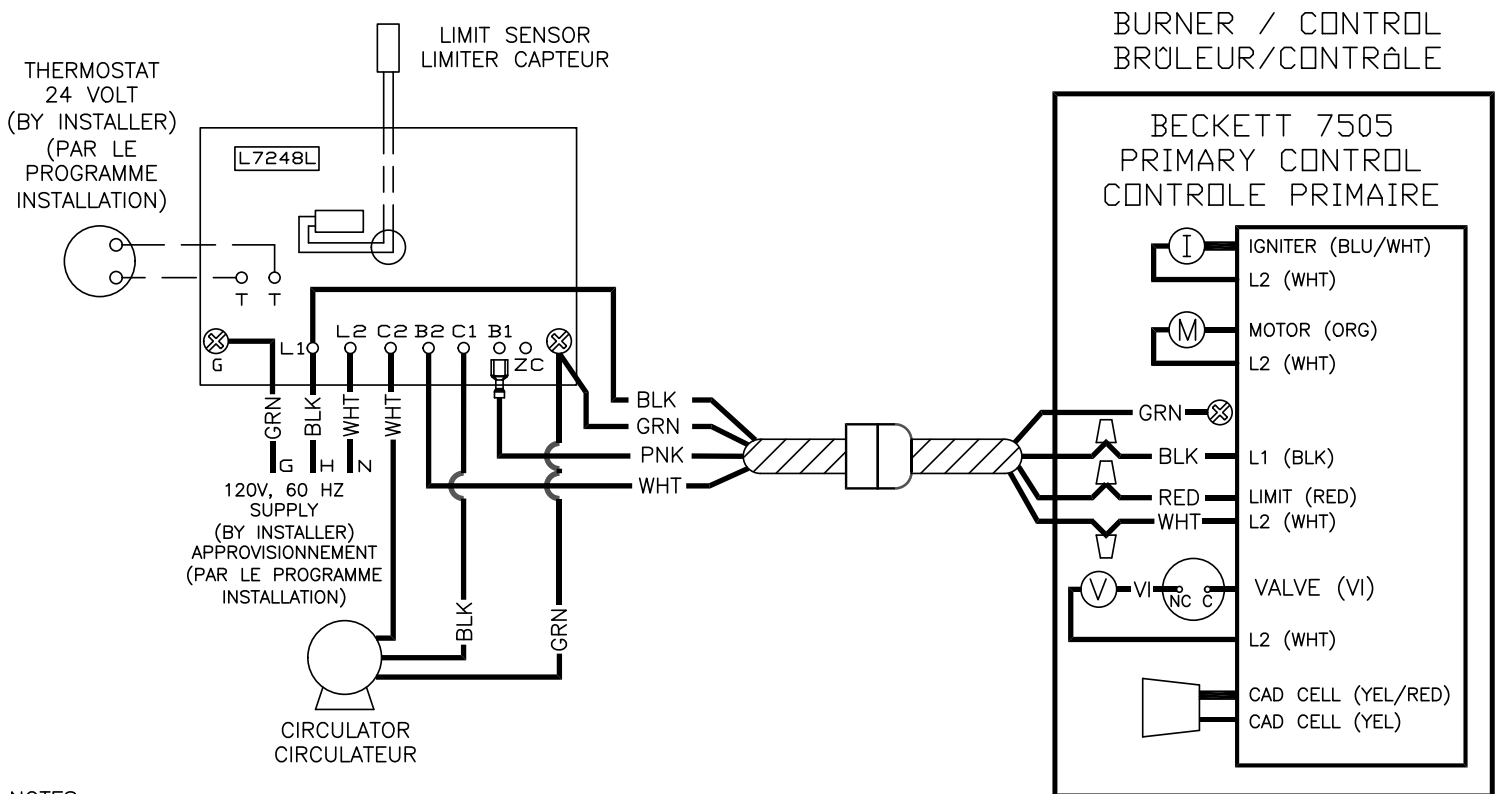 BURNER / CONTROL
BRÛLEUR/CONTRôLE
LIMIT SENSOR
LIMITER CAPTEUR
THERMOSTAT
24 VOLT
(BY INSTALLER)
(PAR LE
PROGRAMME
INSTALLATION)
L7248L
T T
G
L1
L2 C2 B2 C1 B1
ZC
GRN
BLK
WHT
WHT
G H N
120V, 60 HZ
SUPPLY
(BY INSTALLER)
APPROVISIONNEMENT
(PAR LE PROGRAMME
INSTALLATION)
BLK
GRN
CIRCULATOR
CIRCULATEUR
BLK
GRN
PNK
WHT
BECKETT 7505
PRIMARY CONTROL
CONTROLE PRIMAIRE
I
IGNITER (BLU/WHT)
L2 (WHT)
M
MOTOR (ORG)
L2 (WHT)
GRN
BLK
L1 (BLK)
RED
LIMIT (RED)
WHT
L2 (WHT)
V
VI
NC C
VALVE (VI)
L2 (WHT)
CAD CELL (YEL/RED)
CAD CELL (YEL)